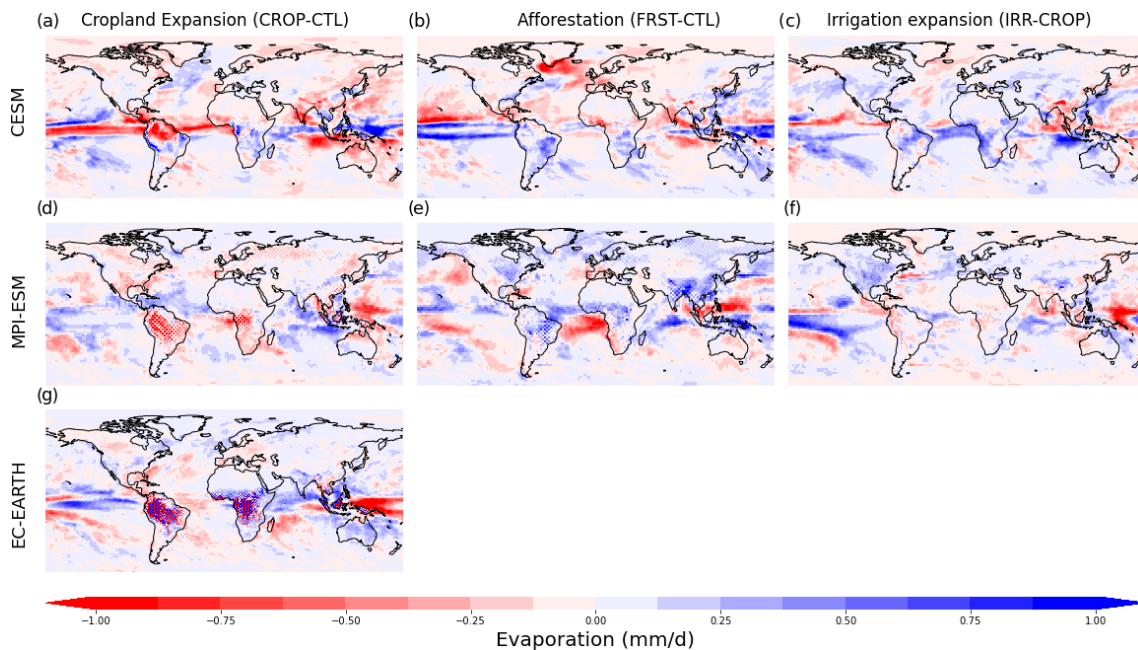 (a) Cropland Expansion (CROP-CTL)
(b) Afforestation (FRST-CTL)
(c) Irrigation expansion (IRR-CROP)
CESM
(d)
(e)
(f)
MPI-ESM
(g)
EC-EARTH
−1.00 −0.75 −0.50 −0.25 0.00 0.25 0.50 0.75 1.00
Evaporation (mm/d)